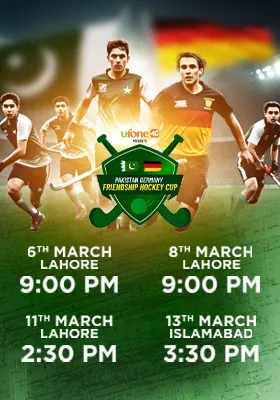 ufone 4G
PAKISTAN GERMANY
FRIENDSHIP HOCKEY CUP
6TH MARCH
LAHORE
9:00 PM
8TH MARCH
LAHORE
9:00 PM
11TH MARCH
LAHORE
2:30 PM
13TH MARCH
ISLAMABAD
3:30 PM